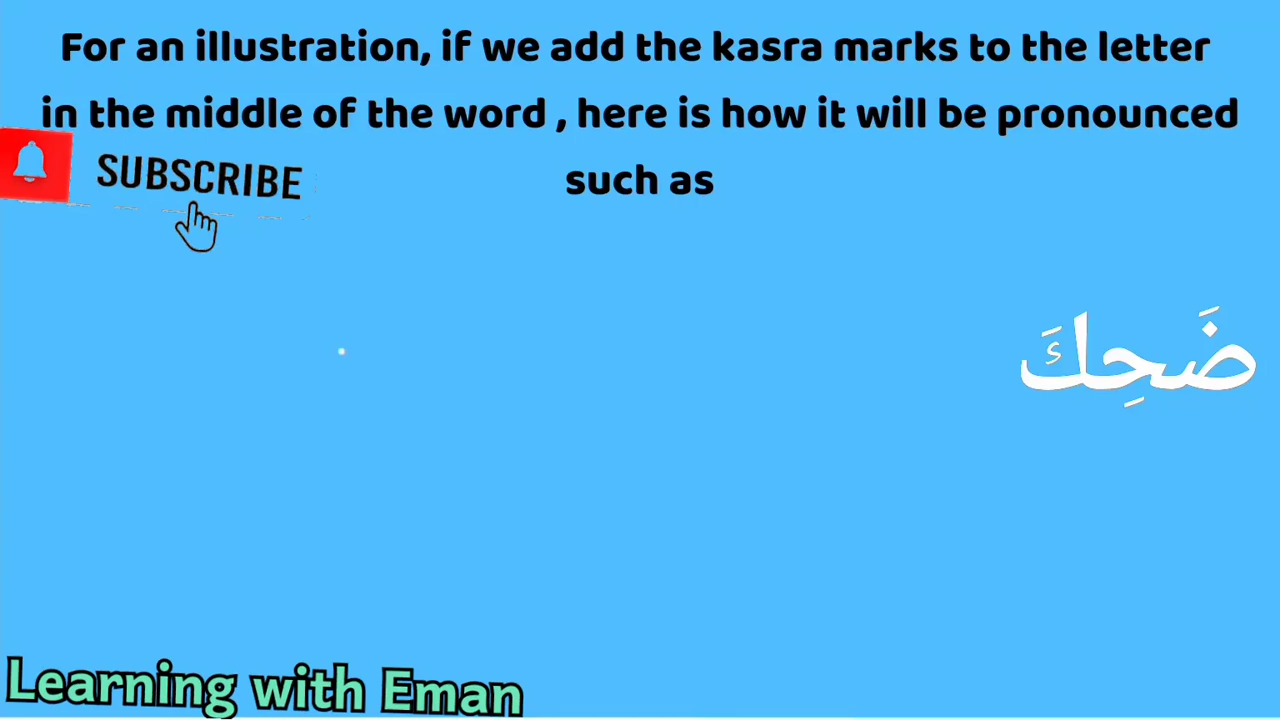 For an illustration, if we add the kasra marks to the letter
in the middle of the word , here is how it will be pronounced
such as
SUBSCRIBE
ضَحِكَ
Learning with Eman